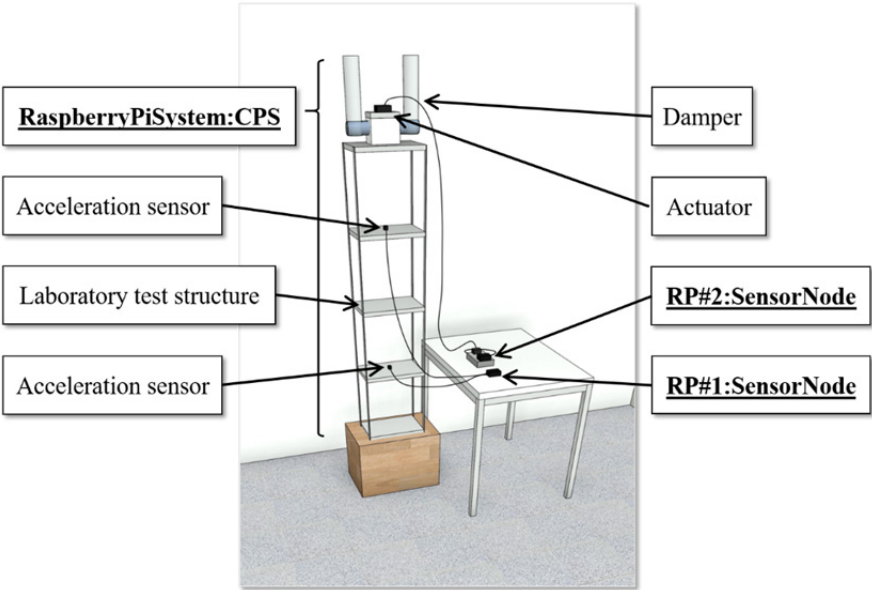 RaspberryPiSystem:CPS
Acceleration sensor
Laboratory test structure
Acceleration sensor
Damper
Actuator
RP#2:SensorNode
RP#1:SensorNode